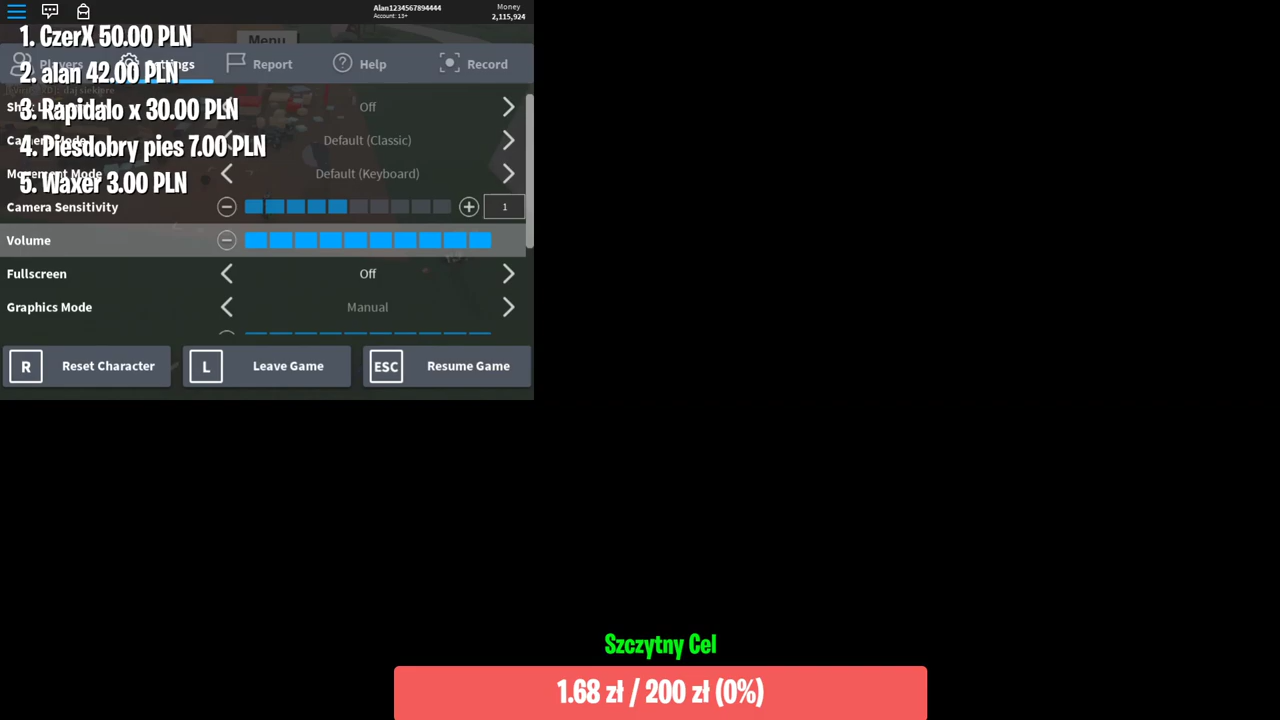 Alan1234567894444
Account: 13+
Money
2,115,924
Menu
1. CzerX 50.00 PLN
2. alan 42.00 PLN
3. Rapidalo x 30.00 PLN
4. Piesdobry pies 7.00 PLN
5. Waxer 3.00 PLN
Players
Settings
Report
Help
Record
Off
Default (Classic)
Movement Mode
Default (Keyboard)
Camera Sensitivity
1
Volume
Fullscreen
Off
Graphics Mode
Manual
R
Reset Character
L
Leave Game
ESC
Resume Game
Szczytny Cel
1.68 zł / 200 zł (0%)